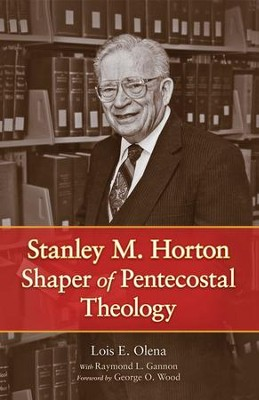 Stanley M. Horton
Shaper of Pentecostal
Theology
Lois E. Olena
With Raymond L. Gannon
Foreword by George O. Wood